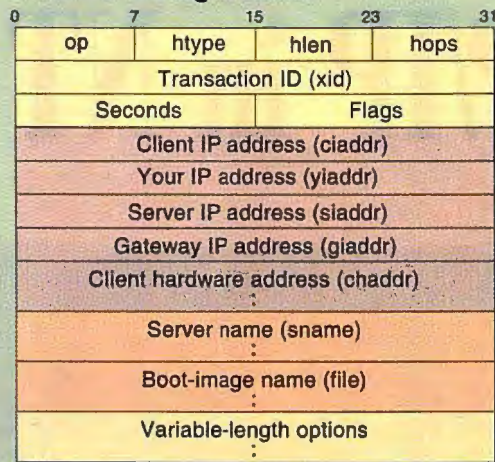 0 7 15 23 31
op htype hlen hops
Transaction ID (xid)
Seconds Flags
Client IP address (ciaddr)
Your IP address (yiaddr)
Server IP address (siaddr)
Gateway IP address (giaddr)
Client hardware address (chaddr)
Server name (sname)
Boot-image name (file)
Variable-length options